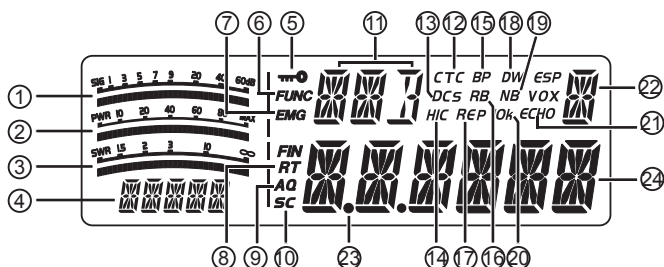 ⑦ ⑥ ⑤ ⑪ ⑬ ⑫ ⑮ ⑱ ⑲
SIG 1 3 5 7 9 20 40 60dB
CTC BP DW ESP
① FUNC DCS RB NB VOX ㉒
EMG HIC REP Ok ECHO
② PWR 10 20 40 60 80 MAX ㉑
③ SWR 1.5 2 3 10 ∞
FIN
RT
④ AQ ㉔
SC
⑧ ⑨ ⑩ ㉓ ⑭ ⑰ ⑯ ⑳